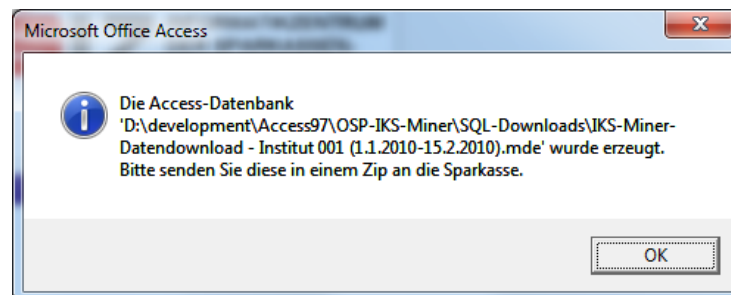 Microsoft Office Access
Die Access-Datenbank
'D:\development\Access97\OSP-IKS-Miner\SQL-Downloads\IKS-Miner-
Datendownload - Institut 001 (1.1.2010-15.2.2010).mde' wurde erzeugt.
Bitte senden Sie diese in einem Zip an die Sparkasse.
OK